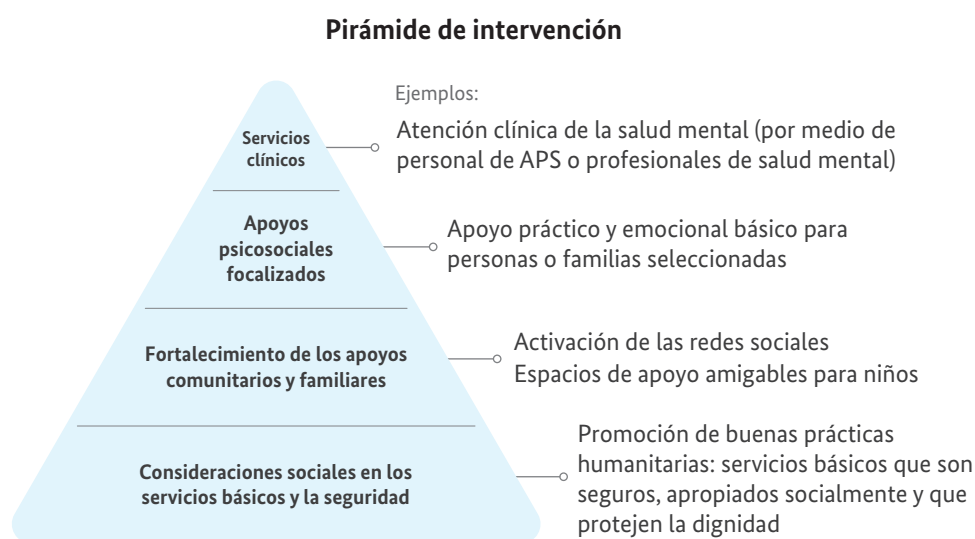 Pirámide de intervención
Ejemplos:
Servicios
clínicos
Atención clínica de la salud mental (por medio de
personal de APS o profesionales de salud mental)
Apoyos
psicosociales
focalizados
Apoyo práctico y emocional básico para
personas o familias seleccionadas
Fortalecimiento de los apoyos
comunitarios y familiares
Activación de las redes sociales
Espacios de apoyo amigables para niños
Consideraciones sociales en los
servicios básicos y la seguridad
Promoción de buenas prácticas
humanitarias: servicios básicos que son
seguros, apropiados socialmente y que
protejen la dignidad